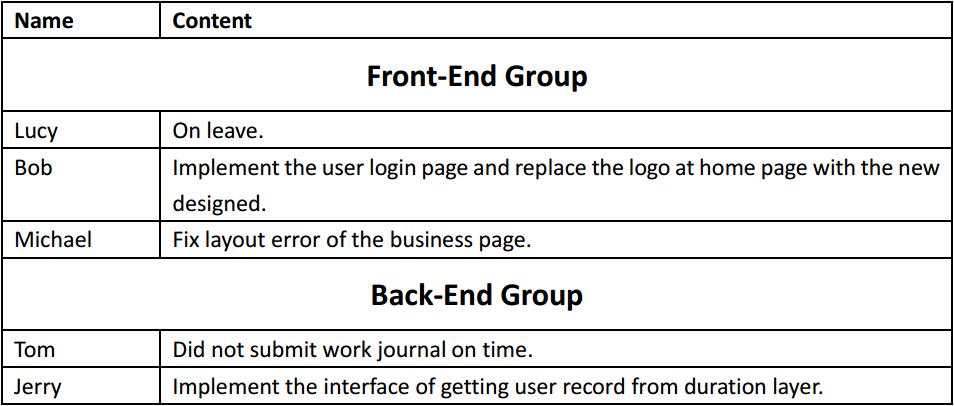 Name Content
Front-End Group
Lucy On leave.
Bob Implement the user login page and replace the logo at home page with the new
designed.
Michael Fix layout error of the business page.
Back-End Group
Tom Did not submit work journal on time.
Jerry Implement the interface of getting user record from duration layer.